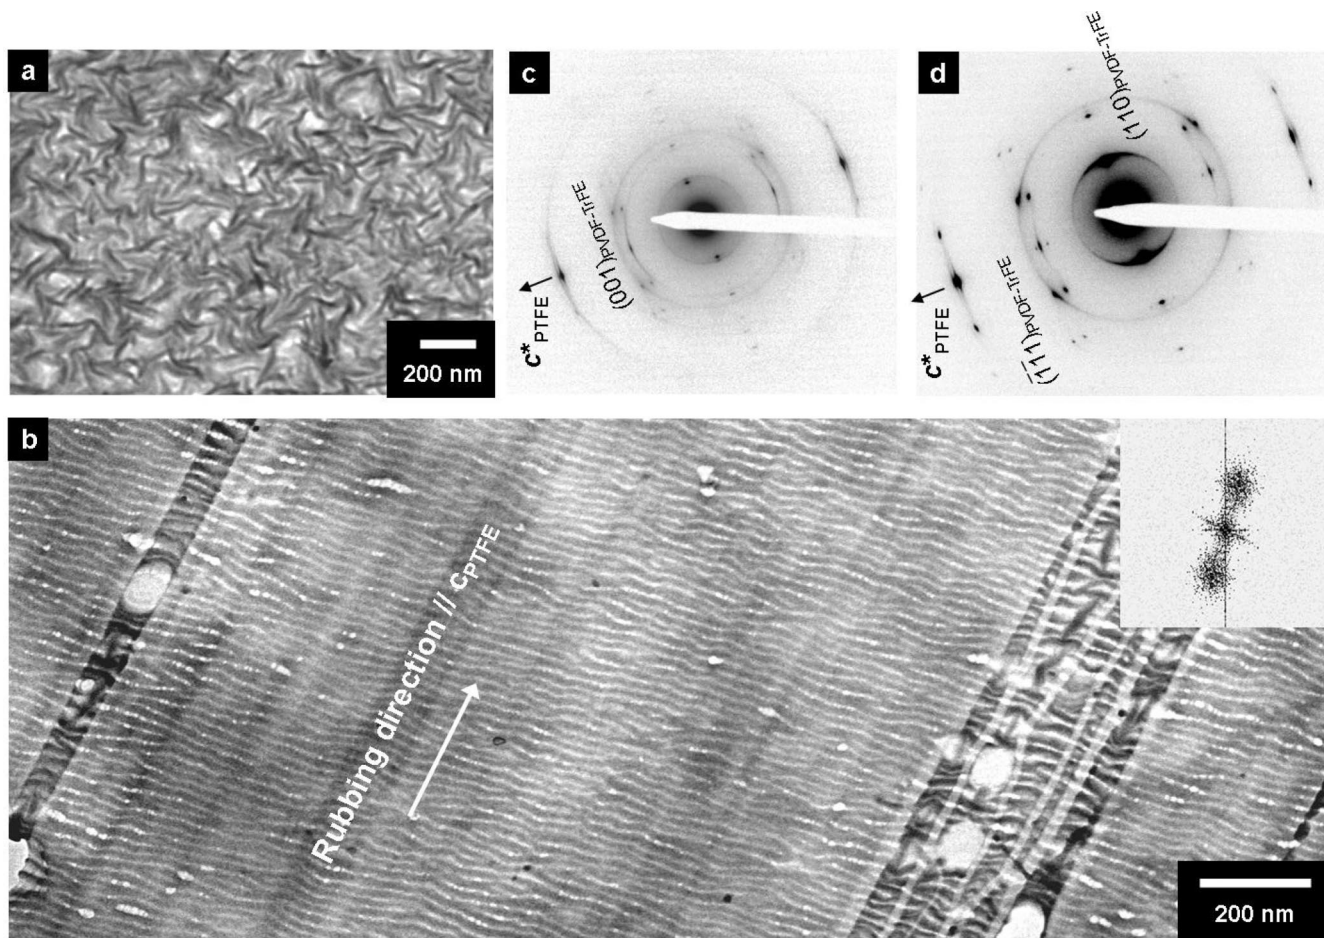 a
200 nm
c
(001)PVDF-TrFE
c*PTFE
d
(110)PVDF-TrFE
(1̅1̅1)PVDF-TrFE
c*PTFE
b
Rubbing direction // cPTFE
200 nm